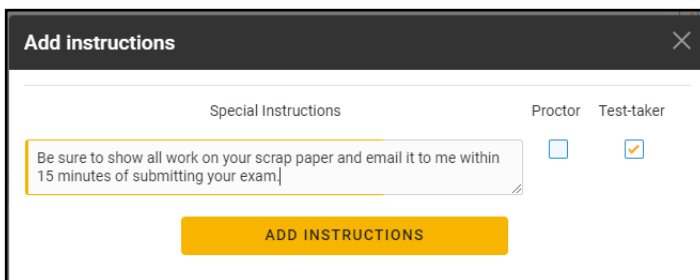 Add instructions
Special Instructions Proctor Test-taker
Be sure to show all work on your scrap paper and email it to me within
15 minutes of submitting your exam.
ADD INSTRUCTIONS